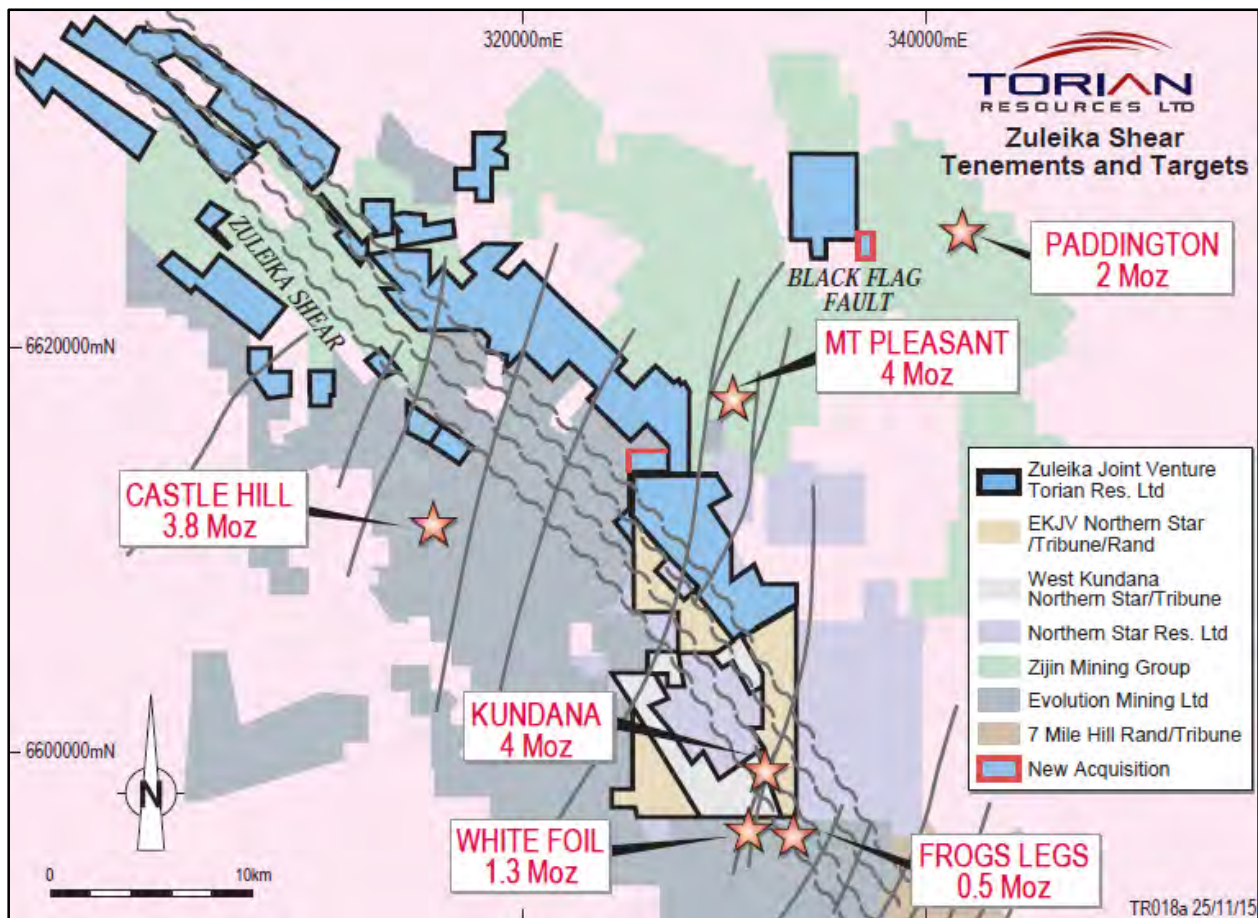 320000mE
340000mE
TORIAN
RESOURCES LTD
Zuleika Shear
Tenements and Targets
ZULEIKA SHEAR
BLACK FLAG
FAULT
PADDINGTON
2 Moz
6620000mN
MT PLEASANT
4 Moz
CASTLE HILL
3.8 Moz
Zuleika Joint Venture
Torian Res. Ltd
EKJV Northern Star
/Tribune/Rand
West Kundana
Northern Star/Tribune
Northern Star Res. Ltd
Zijin Mining Group
Evolution Mining Ltd
7 Mile Hill Rand/Tribune
New Acquisition
KUNDANA
4 Moz
6600000mN
N
WHITE FOIL
1.3 Moz
FROGS LEGS
0.5 Moz
0
10km
TR018a 25/11/15